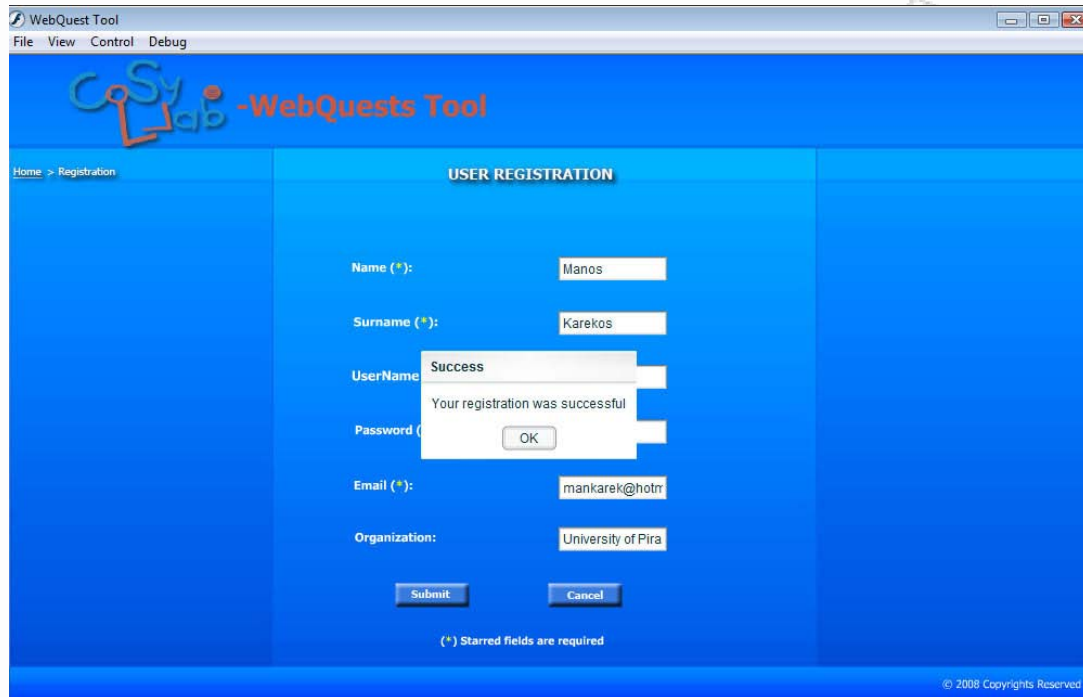 WebQuest Tool
File View Control Debug
CoSy Lab -WebQuests Tool
Home > Registration
USER REGISTRATION
Name (*): Manos
Surname (*): Karekos
UserName
Success
Your registration was successful
OK
Password (
Email (*): mankarek@hotm
Organization: University of Pira
Submit Cancel
(*) Starred fields are required
© 2008 Copyrights Reserved